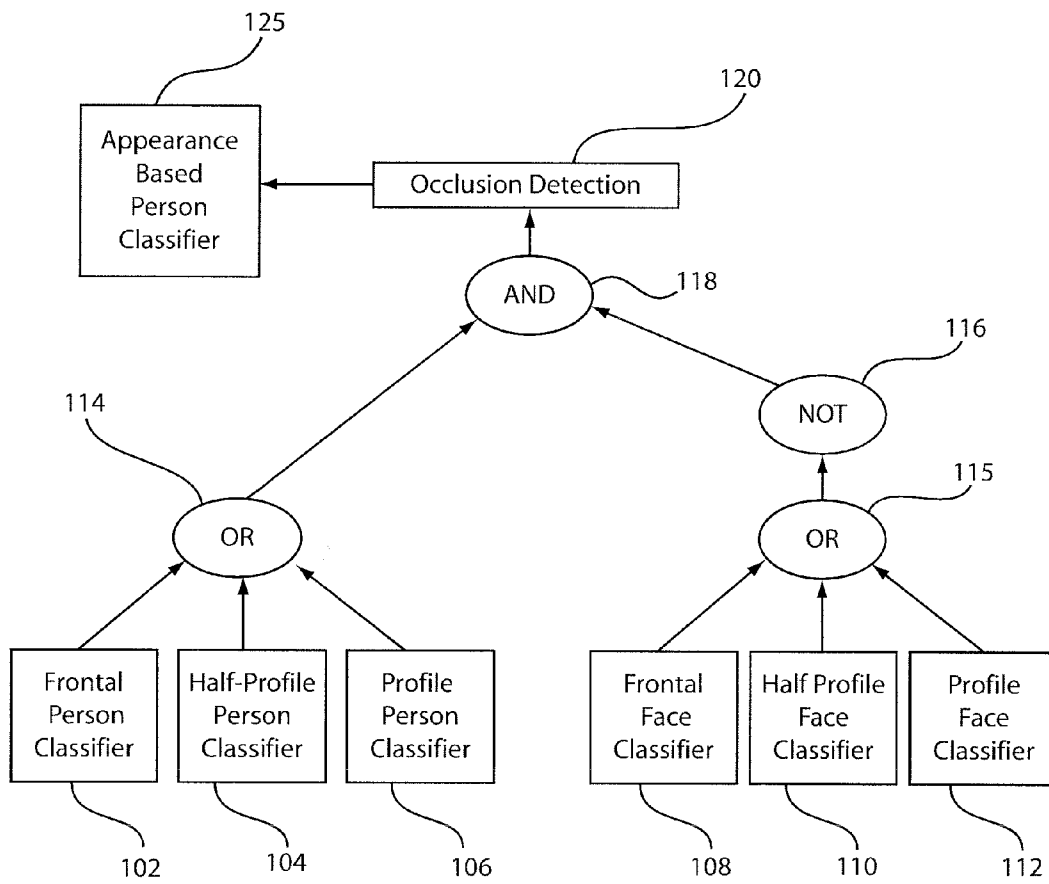 125
120
Appearance
Based
Person
Classifier
Occlusion Detection
AND
118
116
NOT
114
115
OR
OR
Frontal
Person
Classifier
Half-Profile
Person
Classifier
Profile
Person
Classifier
Frontal
Face
Classifier
Half Profile
Face
Classifier
Profile
Face
Classifier
102
104
106
108
110
112